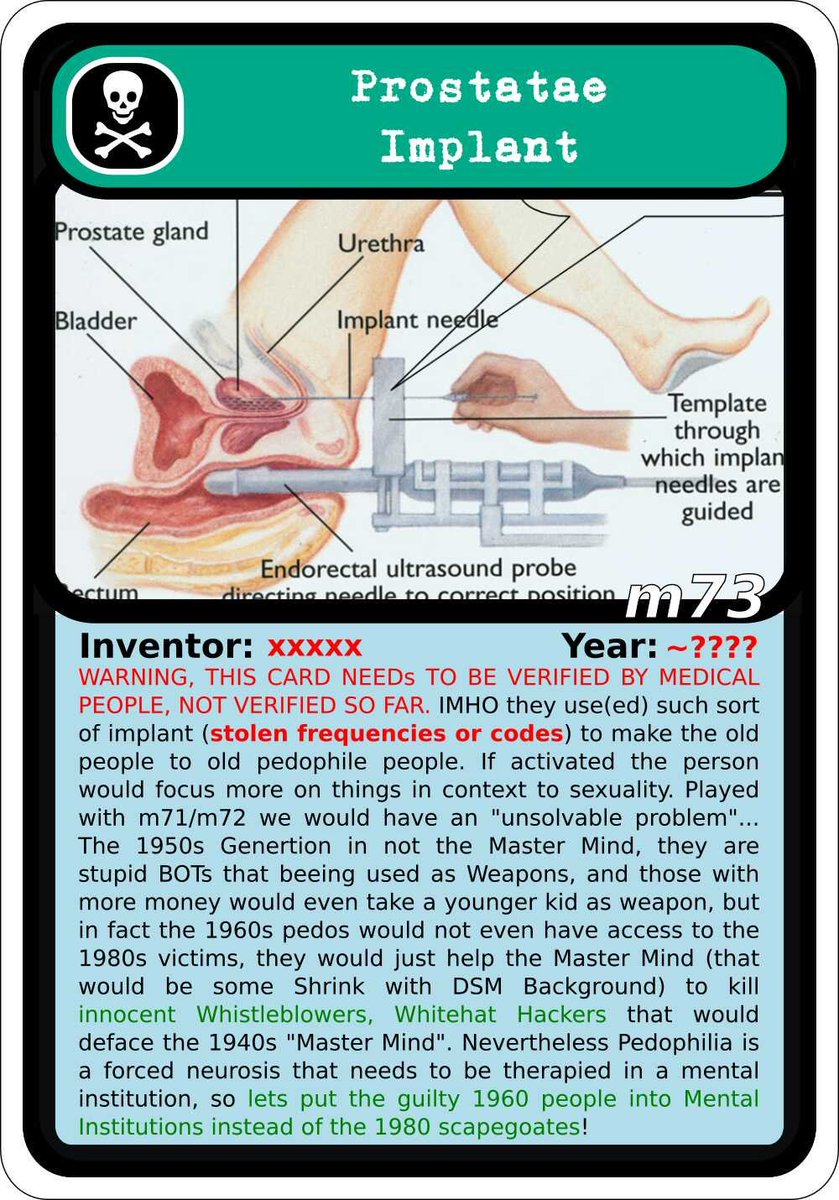 Prostatae
Implant
Prostate gland
Urethra
Bladder
Implant needle
Template
through
which implan
needles are
guided
Endorectal ultrasound probe
ectum
directing needle to correct position
m73
Inventor: xxxxx Year: ~????
WARNING, THIS CARD NEEDs TO BE VERIFIED BY MEDICAL
PEOPLE, NOT VERIFIED SO FAR. IMHO they use(ed) such sort
of implant (stolen frequencies or codes) to make the old
people to old pedophile people. If activated the person
would focus more on things in context to sexuality. Played
with m71/m72 we would have an "unsolvable problem"...
The 1950s Genertion in not the Master Mind, they are
stupid BOTs that beeing used as Weapons, and those with
more money would even take a younger kid as weapon, but
in fact the 1960s pedos would not even have access to the
1980s victims, they would just help the Master Mind (that
would be some Shrink with DSM Background) to kill
innocent Whistleblowers, Whitehat Hackers that would
deface the 1940s "Master Mind". Nevertheless Pedophilia is
a forced neurosis that needs to be therapied in a mental
institution, so lets put the guilty 1960 people into Mental
Institutions instead of the 1980 scapegoates!